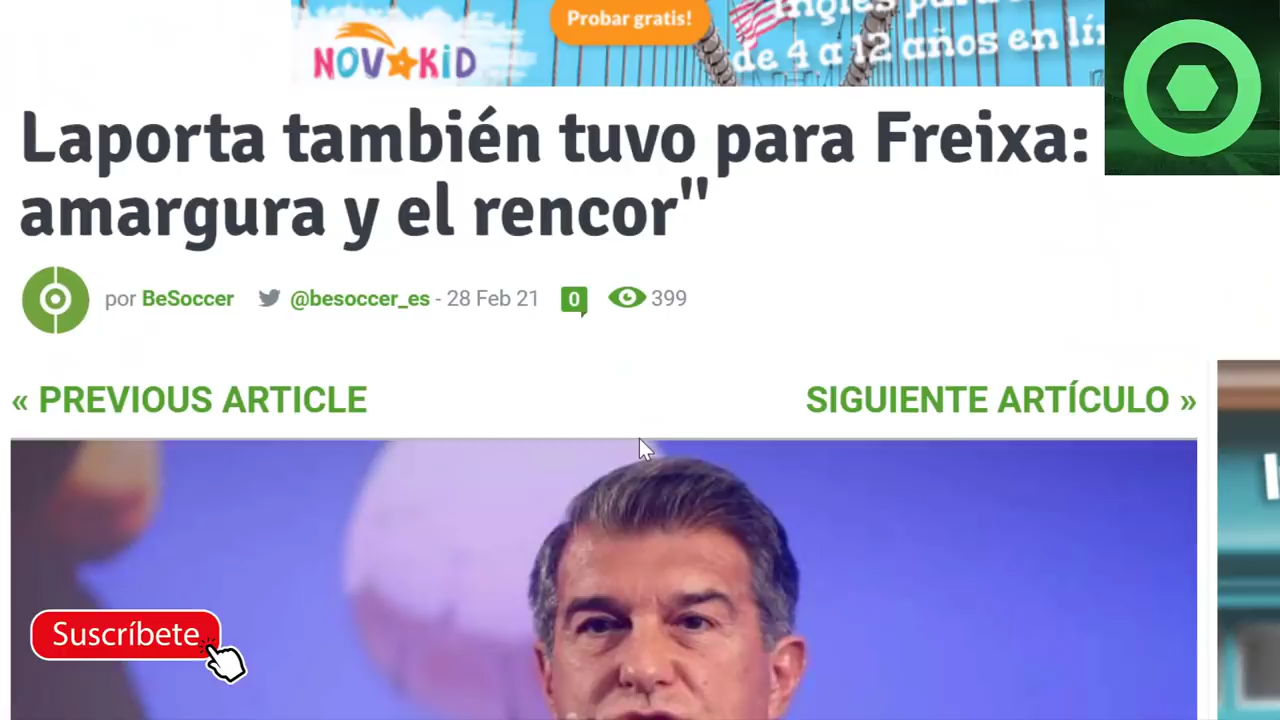 NOVAKID
Probar gratis!
de 4 a 12 años en
Laporta también tuvo para Freixa:
amargura y el rencor"
por BeSoccer @besoccer_es - 28 Feb 21 0 399
« PREVIOUS ARTICLE
SIGUIENTE ARTÍCULO »
Suscríbete